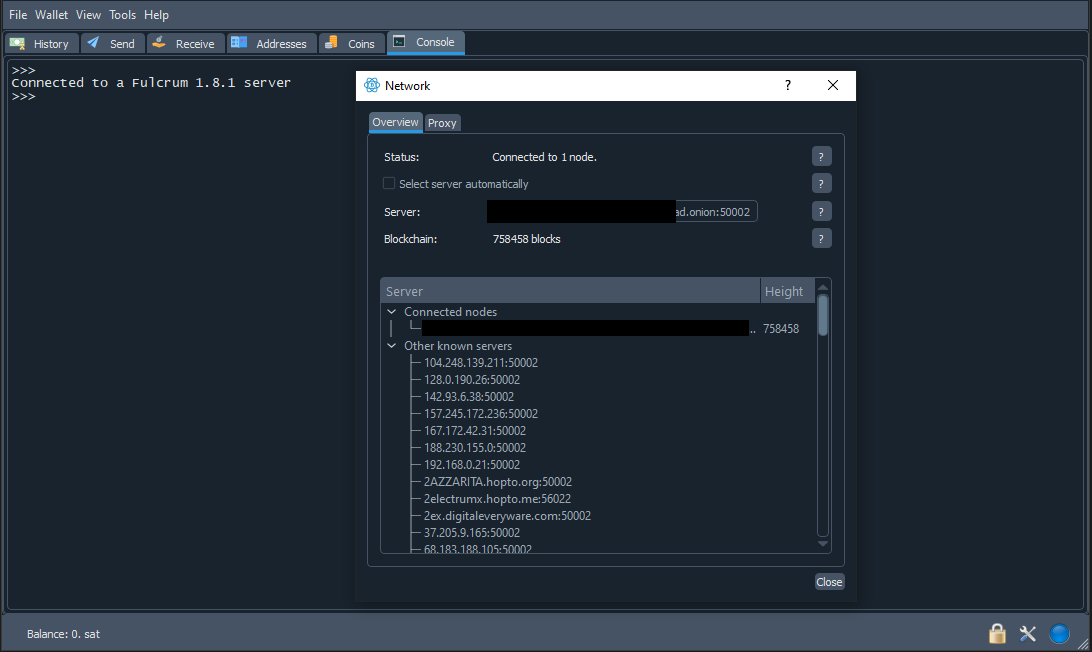 File Wallet View Tools Help
History Send Receive Addresses Coins Console
>>>
Connected to a Fulcrum 1.8.1 server
>>>
Network ?
Overview Proxy
Status: Connected to 1 node. ?
Select server automatically ?
Server: ad.onion:50002 ?
Blockchain: 758458 blocks ?
Server Height
Connected nodes
.. 758458
Other known servers
104.248.139.211:50002
128.0.190.26:50002
142.93.6.38:50002
157.245.172.236:50002
167.172.42.31:50002
188.230.155.0:50002
192.168.0.21:50002
2AZZARITA.hopto.org:50002
2electrumx.hopto.me:56022
2ex.digitaleveryware.com:50002
37.205.9.165:50002
68.183.188.105:50002
Close
Balance: 0. sat